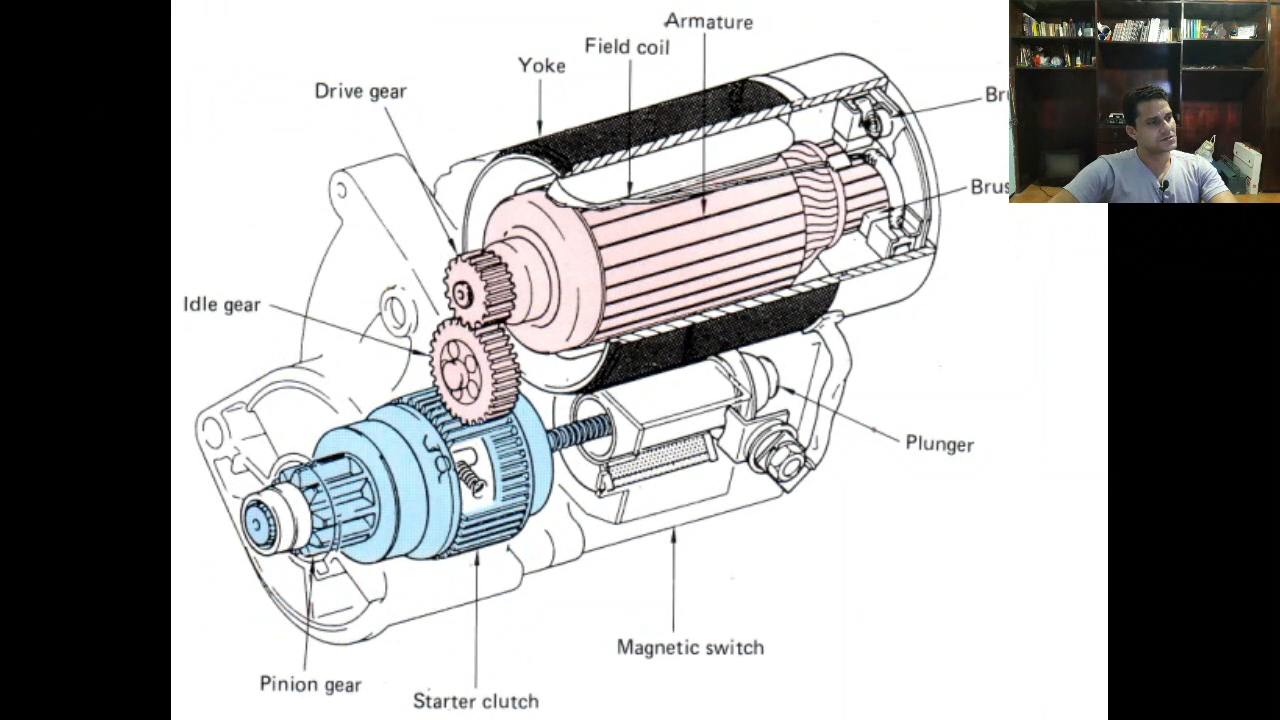 Armature
Field coil
Yoke
Drive gear
Idle gear
Plunger
Magnetic switch
Pinion gear
Starter clutch